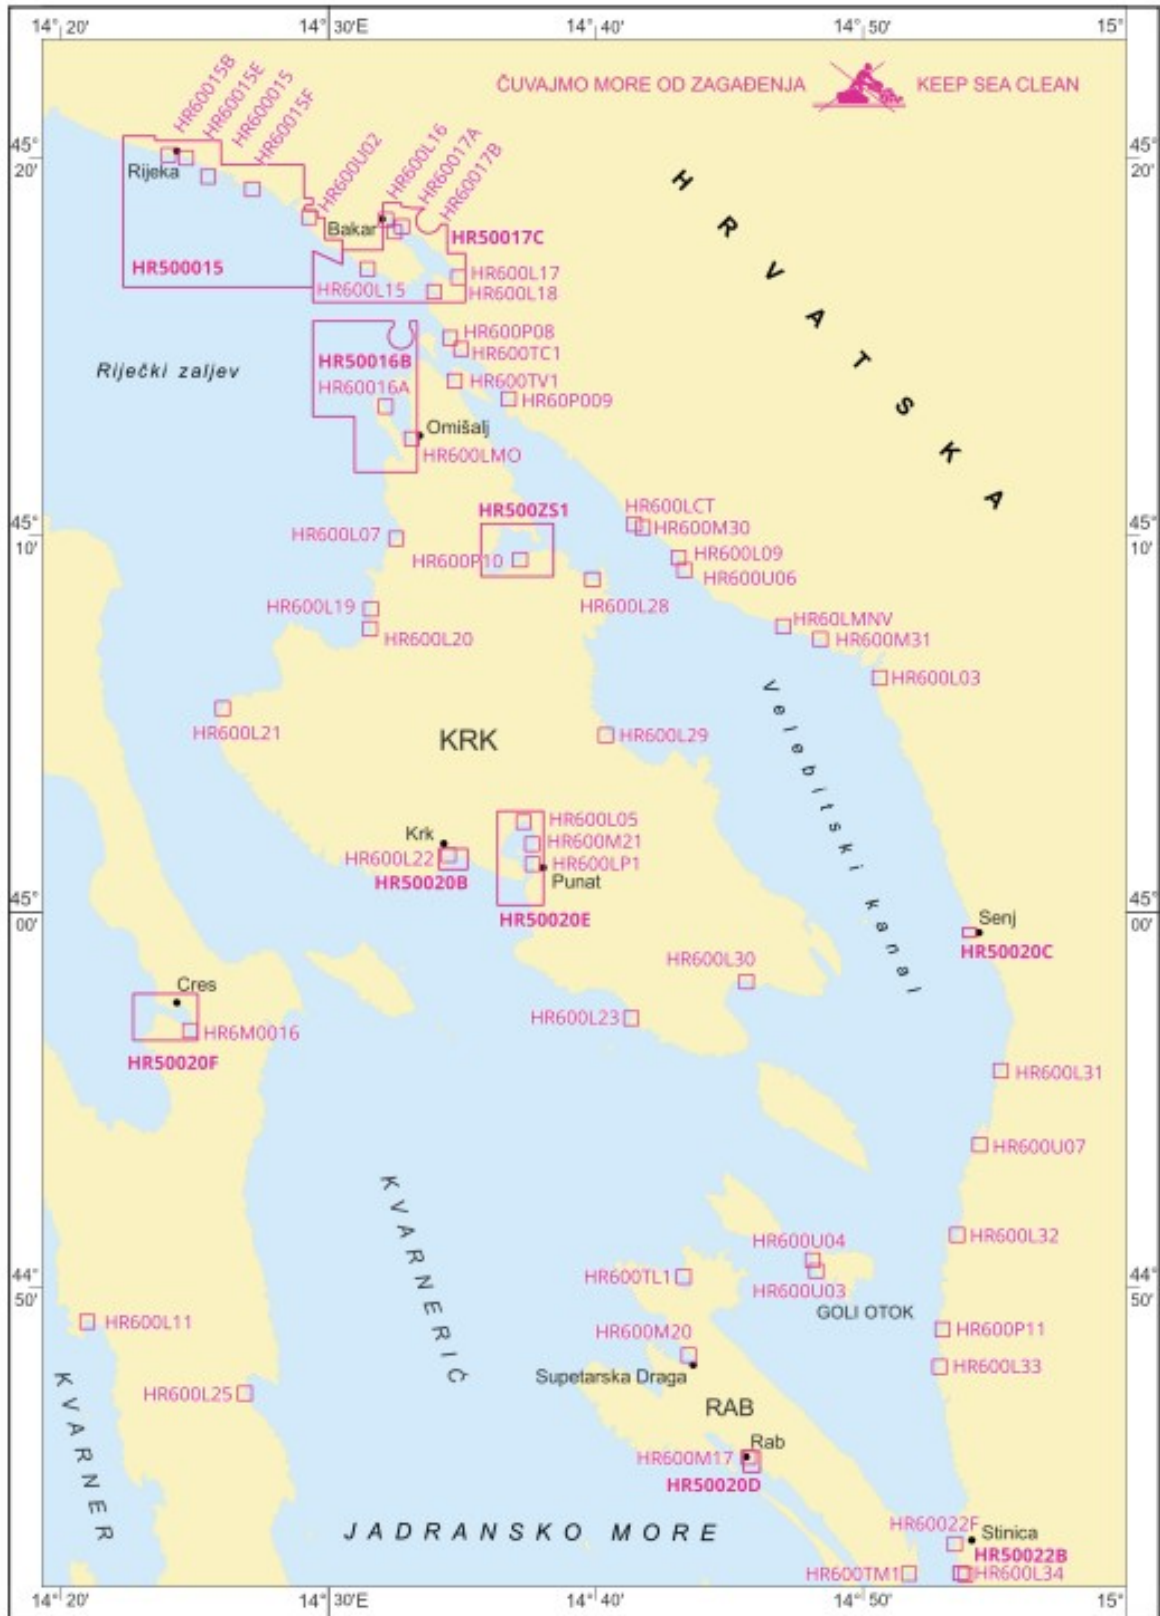 14° 20' 14° 30'E 14° 40' 14° 50' 15°
ČUVAJMO MORE OD ZAGAĐENJA KEEP SEA CLEAN
HR60015B
HR60015E
HR600015
HR60015F
HR600U02
HR600L16
HR60017A
HR60017B
45° 20'
45° 20'
Rijeka
Bakar
HR50017C
HR500015
HR600L17
HR600L15
HR600L18
HRVATSKA
HR600P08
HR600TC1
HR50016B
Riječki zaljev
HR60016A
HR600TV1
HR60P009
Omišalj
HR600LMO
HR500ZS1
HR600LCT
45° 10'
45° 10'
HR600M30
HR600L07
HR600P10
HR600L09
HR600U06
HR600L19
HR600L28
HR60LMNV
HR600L20
HR600M31
HR600L03
Velebitski kanal
HR600L21
KRK
HR600L29
HR600L05
Krk
HR600M21
HR600L22
HR600LP1
HR50020B
Punat
45° 00'
45° 00'
HR50020E
Senj
HR50020C
HR600L30
Cres
HR600L23
HR6M0016
HR50020F
HR600L31
HR600U07
KVARNERIĆ
HR600L32
HR600U04
HR600TL1
HR600U03
44° 50'
44° 50'
GOLI OTOK
HR600L11
HR600P11
HR600M20
HR600L33
Supetarska Draga
HR600L25
KVARNER
RAB
Rab
HR600M17
HR50020D
JADRANSKO MORE
HR60022F
Stinica
HR50022B
HR600TM1
HR600L34
14° 20' 14° 30'E 14° 40' 14° 50' 15°